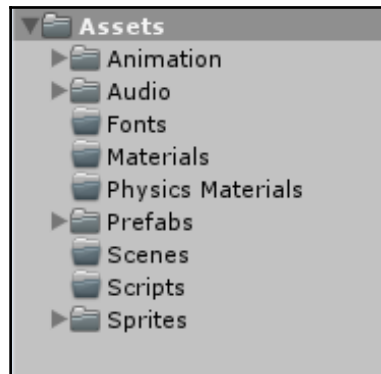 Assets
Animation
Audio
Fonts
Materials
Physics Materials
Prefabs
Scenes
Scripts
Sprites